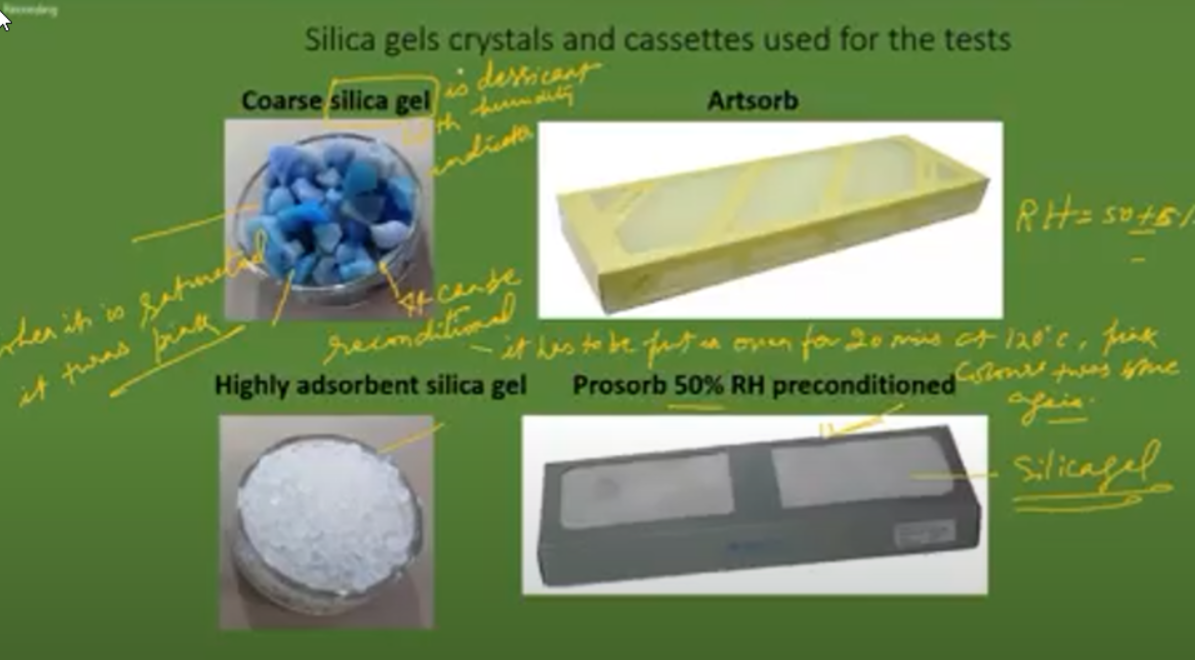 Recording
Silica gels crystals and cassettes used for the tests
Coarse silica gel
is dessicant
with humidity
indicator
Artsorb
RH = 50±5%
when it is saturated
it turns pink
It can be
reconditional
- it has to be put in oven for 20 mins at 120°c, pink
colour turns blue
again.
Highly adsorbent silica gel
Prosorb 50% RH preconditioned
Silicagel